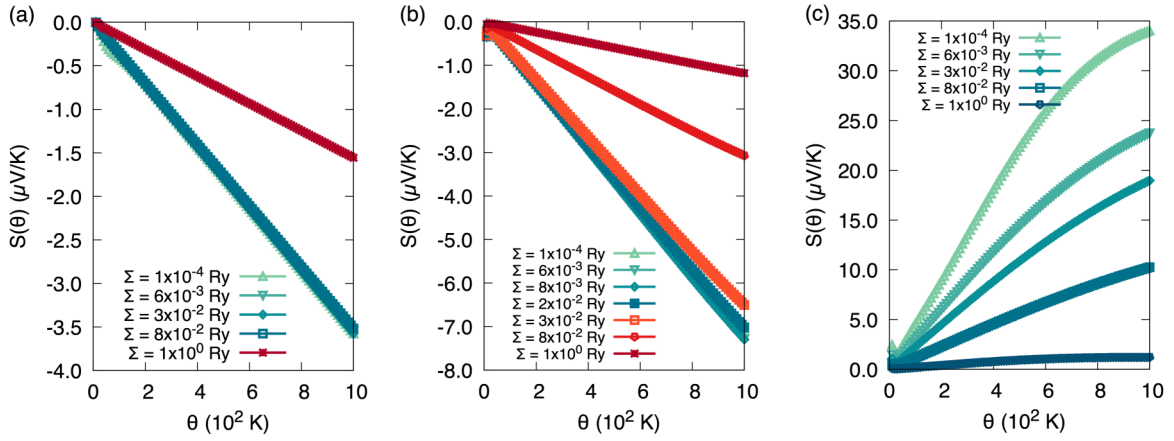 (a)
S(θ) (μV/K)
0.0
-0.5
-1.0
-1.5
-2.0
-2.5
-3.0
-3.5
-4.0
Σ = 1x10⁻⁴ Ry
Σ = 6x10⁻³ Ry
Σ = 3x10⁻² Ry
Σ = 8x10⁻² Ry
Σ = 1x10⁰ Ry
0 2 4 6 8 10
θ (10² K)
(b)
S(θ) (μV/K)
0.0
-1.0
-2.0
-3.0
-4.0
-5.0
-6.0
-7.0
-8.0
Σ = 1x10⁻⁴ Ry
Σ = 6x10⁻³ Ry
Σ = 8x10⁻³ Ry
Σ = 2x10⁻² Ry
Σ = 3x10⁻² Ry
Σ = 8x10⁻² Ry
Σ = 1x10⁰ Ry
0 2 4 6 8 10
θ (10² K)
(c)
S(θ) (μV/K)
35.0
30.0
25.0
20.0
15.0
10.0
5.0
0.0
Σ = 1x10⁻⁴ Ry
Σ = 6x10⁻³ Ry
Σ = 3x10⁻² Ry
Σ = 8x10⁻² Ry
Σ = 1x10⁰ Ry
0 2 4 6 8 10
θ (10² K)